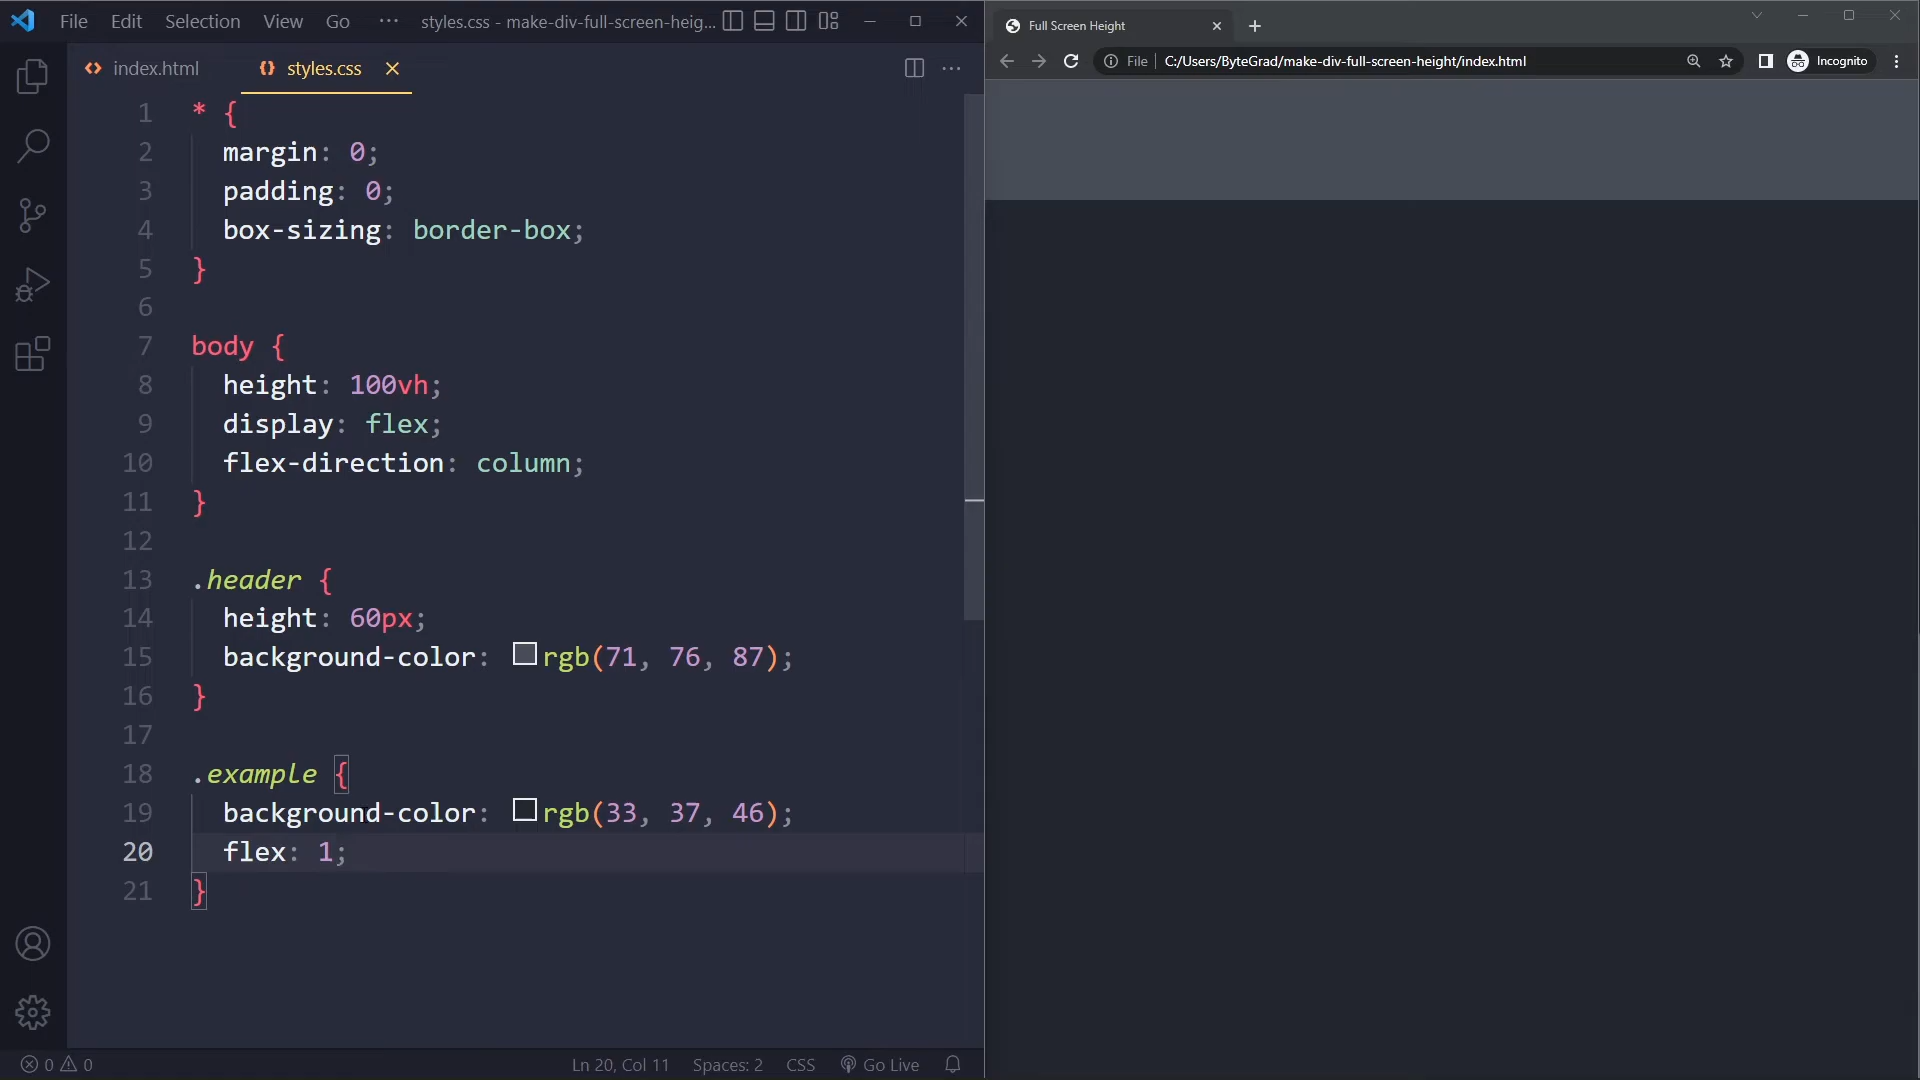 File Edit Selection View Go ··· styles.css - make-div-full-screen-heig...
index.html styles.css
1 * {
2 margin: 0;
3 padding: 0;
4 box-sizing: border-box;
5 }
6
7 body {
8 height: 100vh;
9 display: flex;
10 flex-direction: column;
11 }
12
13 .header {
14 height: 60px;
15 background-color: rgb(71, 76, 87);
16 }
17
18 .example {
19 background-color: rgb(33, 37, 46);
20 flex: 1;
21 }
0 0 Ln 20, Col 11 Spaces: 2 CSS Go Live
Full Screen Height
File C:/Users/ByteGrad/make-div-full-screen-height/index.html Incognito